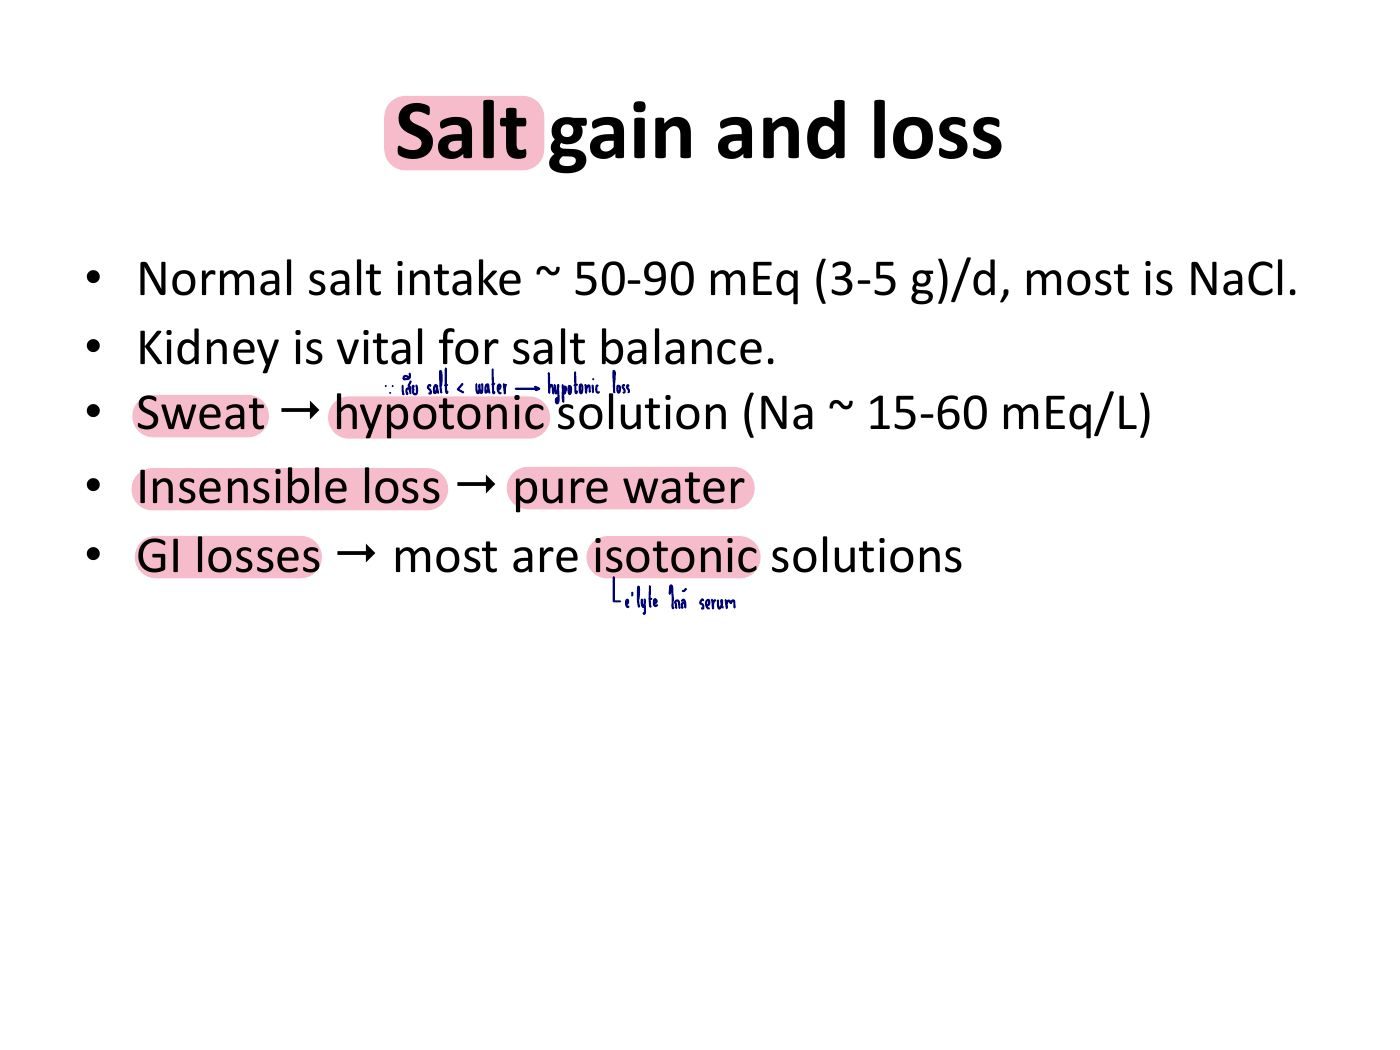 Salt gain and loss
• Normal salt intake ~ 50-90 mEq (3-5 g)/d, most is NaCl.
• Kidney is vital for salt balance.
∵ เสีย salt < water → hypotonic loss
• Sweat → hypotonic solution (Na ~ 15-60 mEq/L)
• Insensible loss → pure water
• GI losses → most are isotonic solutions
e'lyte ใกล้ serum